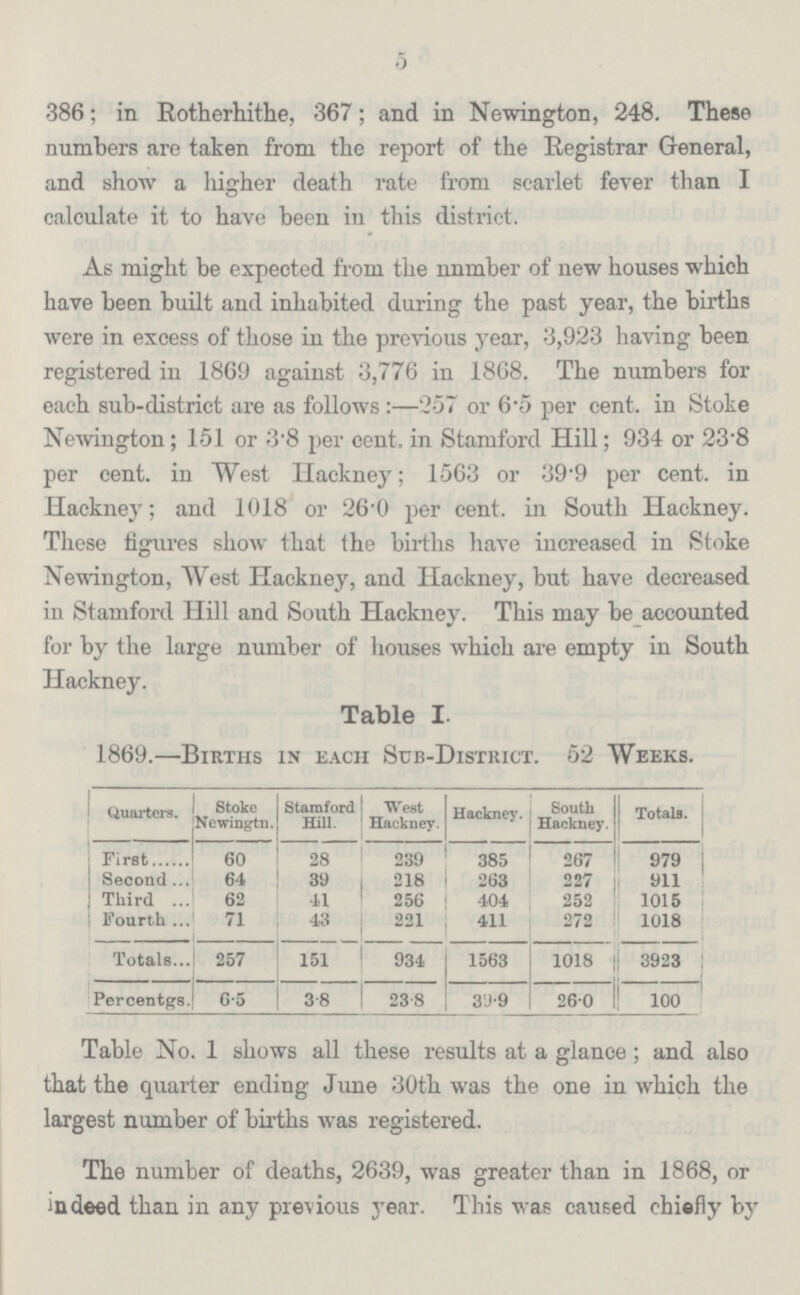 5
386; in Rotherhithe, 367; and in Newington, 248. These
numbers are taken from the report of the Registrar General,
and show a higher death rate from scarlet fever than I
calculate it to have been in this district.
As might be expected from the nnmber of new houses which
have been built and inhabited during the past year, the births
were in excess of those in the previous year, 3,923 having been
registered in 1869 against 3,776 in 1868. The numbers for
each sub-district are as follows:—257 or 6·5 per cent. in Stoke
Newington; 151 or 3·8 per cent. in Stamford Hill; 934 or 23·8
per cent. in West Hackney; 1563 or 39·9 per cent. in
Hackney; and 1018 or 26·0 per cent. in South Hackney.
These figures show that the births have increased in Stoke
Newington, West Hackney, and Hackney, but have decreased
in Stamford Hill and South Hackney. This may be accounted
for by the large number of houses which are empty in South
Hackney.
Table I.
1869.—Births in each Sub-District. 52 Weeks.
Quarters. Stoke Newingtn. Stamford Hill. West Hackney. Hackney. South Hackney. Totals.
First...... 60 28 239 385 267 979
Second ... 64 39 218 263 227 911
Third ... 62 41 256 404 252 1015
Fourth ... 71 43 221 411 272 1018
Totals... 257 151 934 1563 1018 3923
Percentgs. 6·5 3·8 23·8 39·9 26·0 100
Table No. 1 shows all these results at a glance; and also
that the quarter ending June 30th was the one in which the
largest number of births was registered.
The number of deaths, 2639, was greater than in 1868, or
indeed than in any previous year. This was caused chiefly by